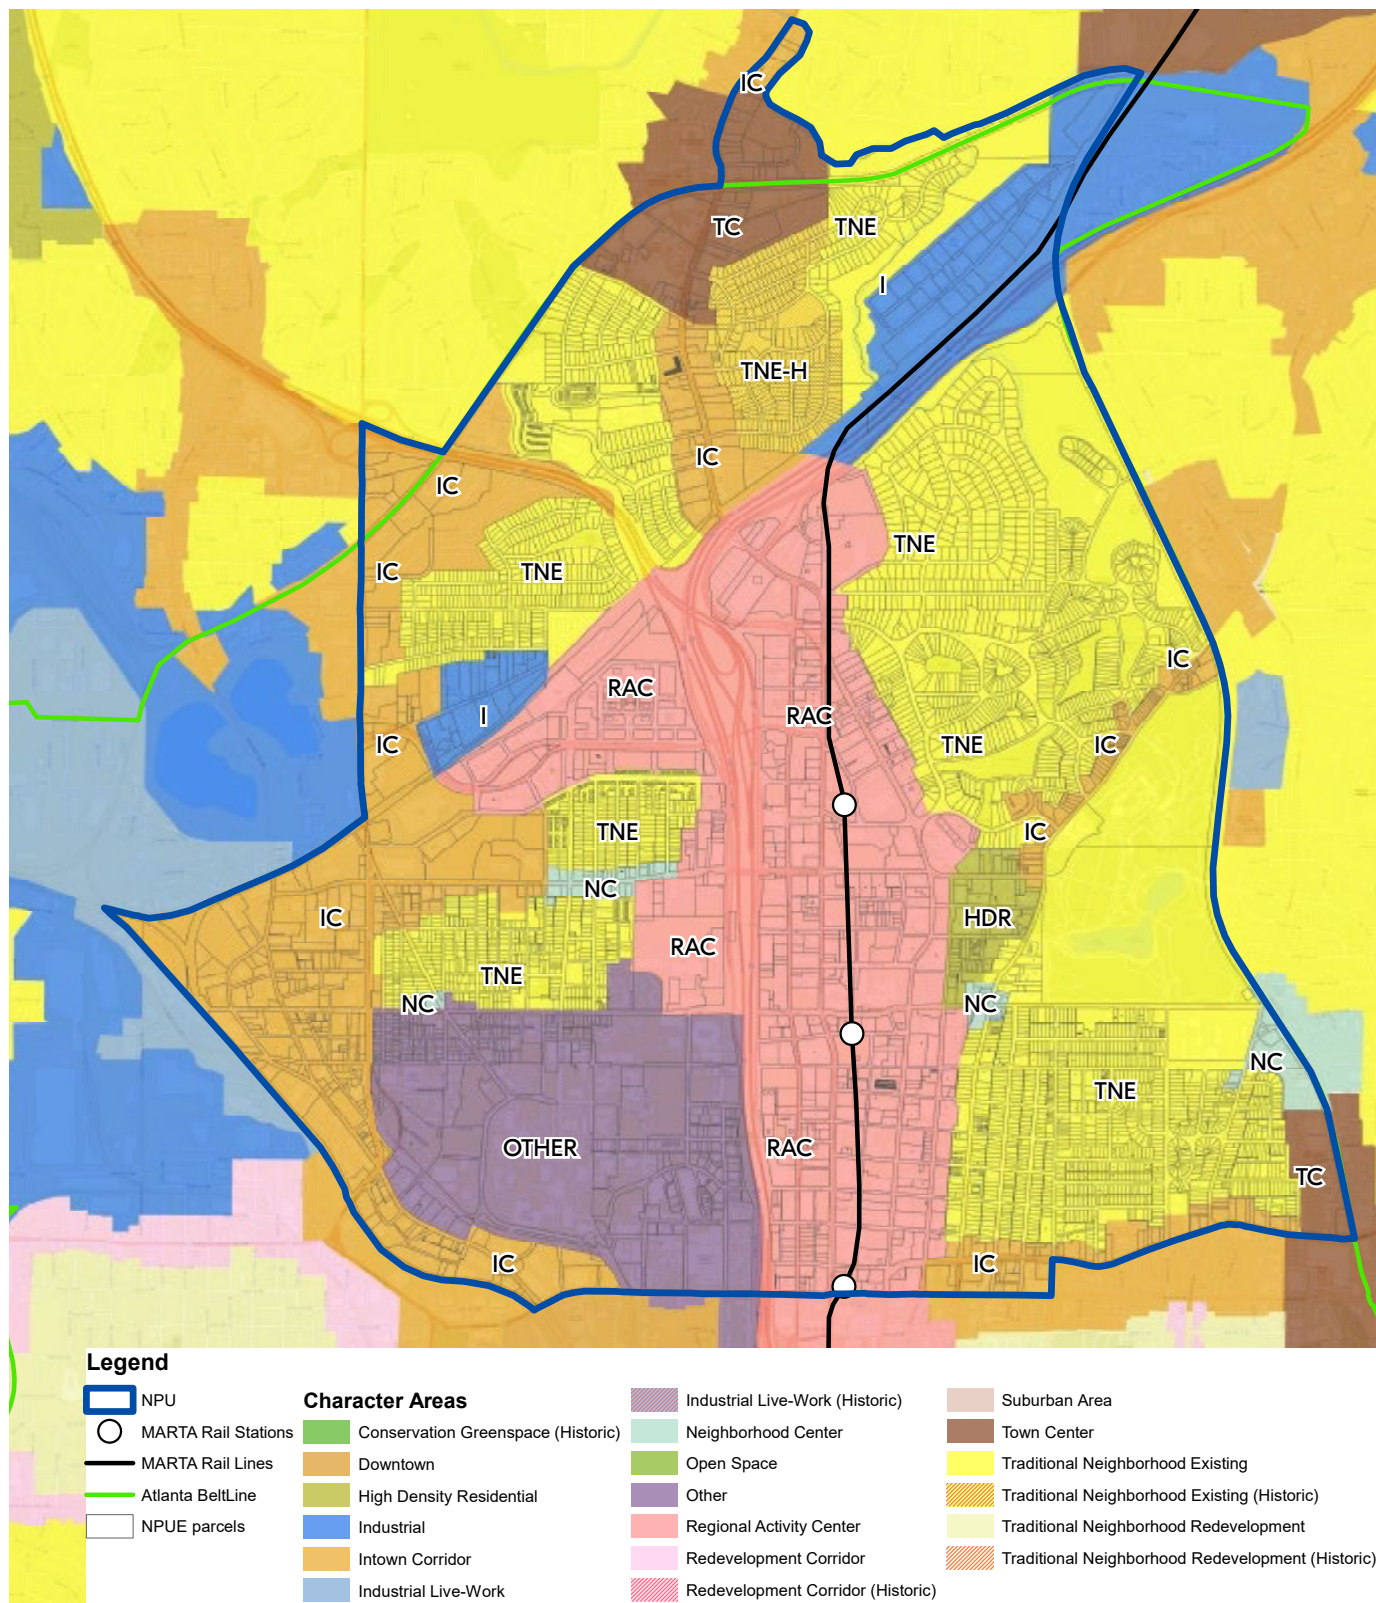 IC
TC
TNE
I
TNE-H
IC
IC
TNE
IC
TNE
IC
RAC
RAC
I
IC
TNE
IC
TNE
IC
NC
IC
HDR
RAC
TNE
NC
NC
NC
TNE
OTHER
RAC
TC
IC
IC
Legend
NPU
MARTA Rail Stations
MARTA Rail Lines
Atlanta BeltLine
NPUE parcels
Character Areas
Conservation Greenspace (Historic)
Downtown
High Density Residential
Industrial
Intown Corridor
Industrial Live-Work
Industrial Live-Work (Historic)
Neighborhood Center
Open Space
Other
Regional Activity Center
Redevelopment Corridor
Redevelopment Corridor (Historic)
Suburban Area
Town Center
Traditional Neighborhood Existing
Traditional Neighborhood Existing (Historic)
Traditional Neighborhood Redevelopment
Traditional Neighborhood Redevelopment (Historic)